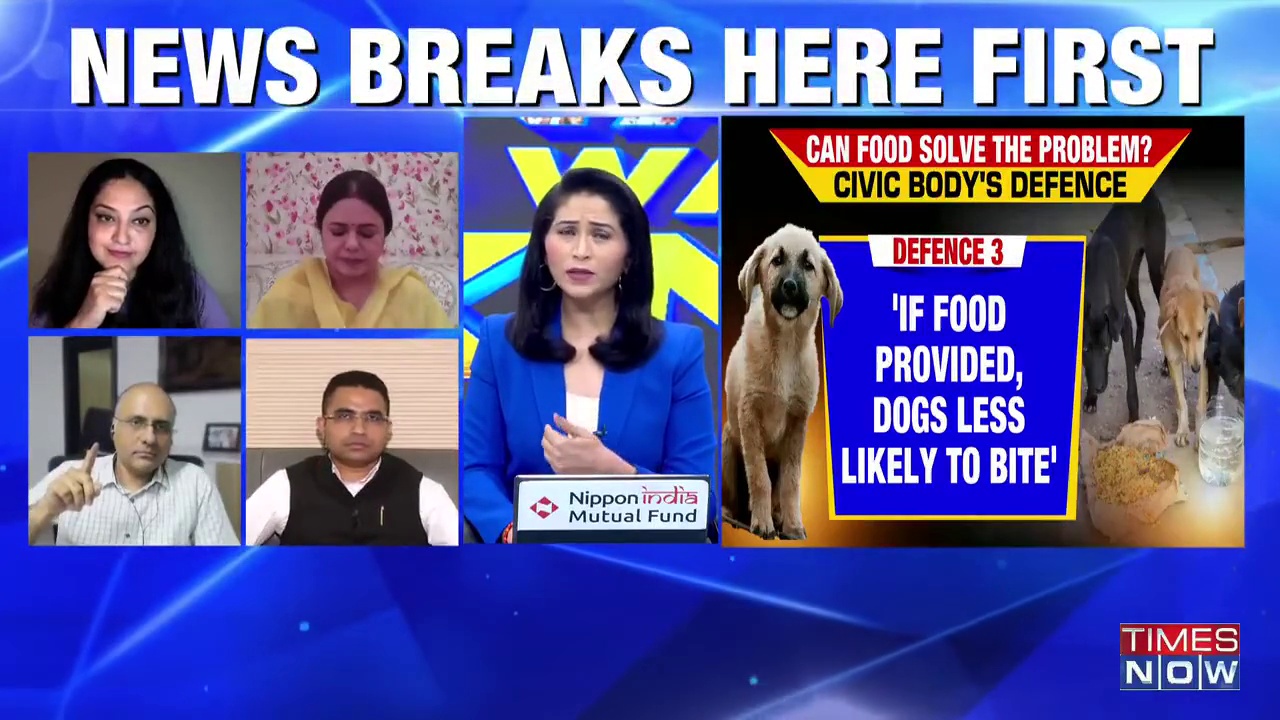 NEWS BREAKS HERE FIRST
CAN FOOD SOLVE THE PROBLEM?
CIVIC BODY'S DEFENCE
DEFENCE 3
'IF FOOD
PROVIDED,
DOGS LESS
LIKELY TO BITE'
Nippon india
Mutual Fund
TIMES
NOW